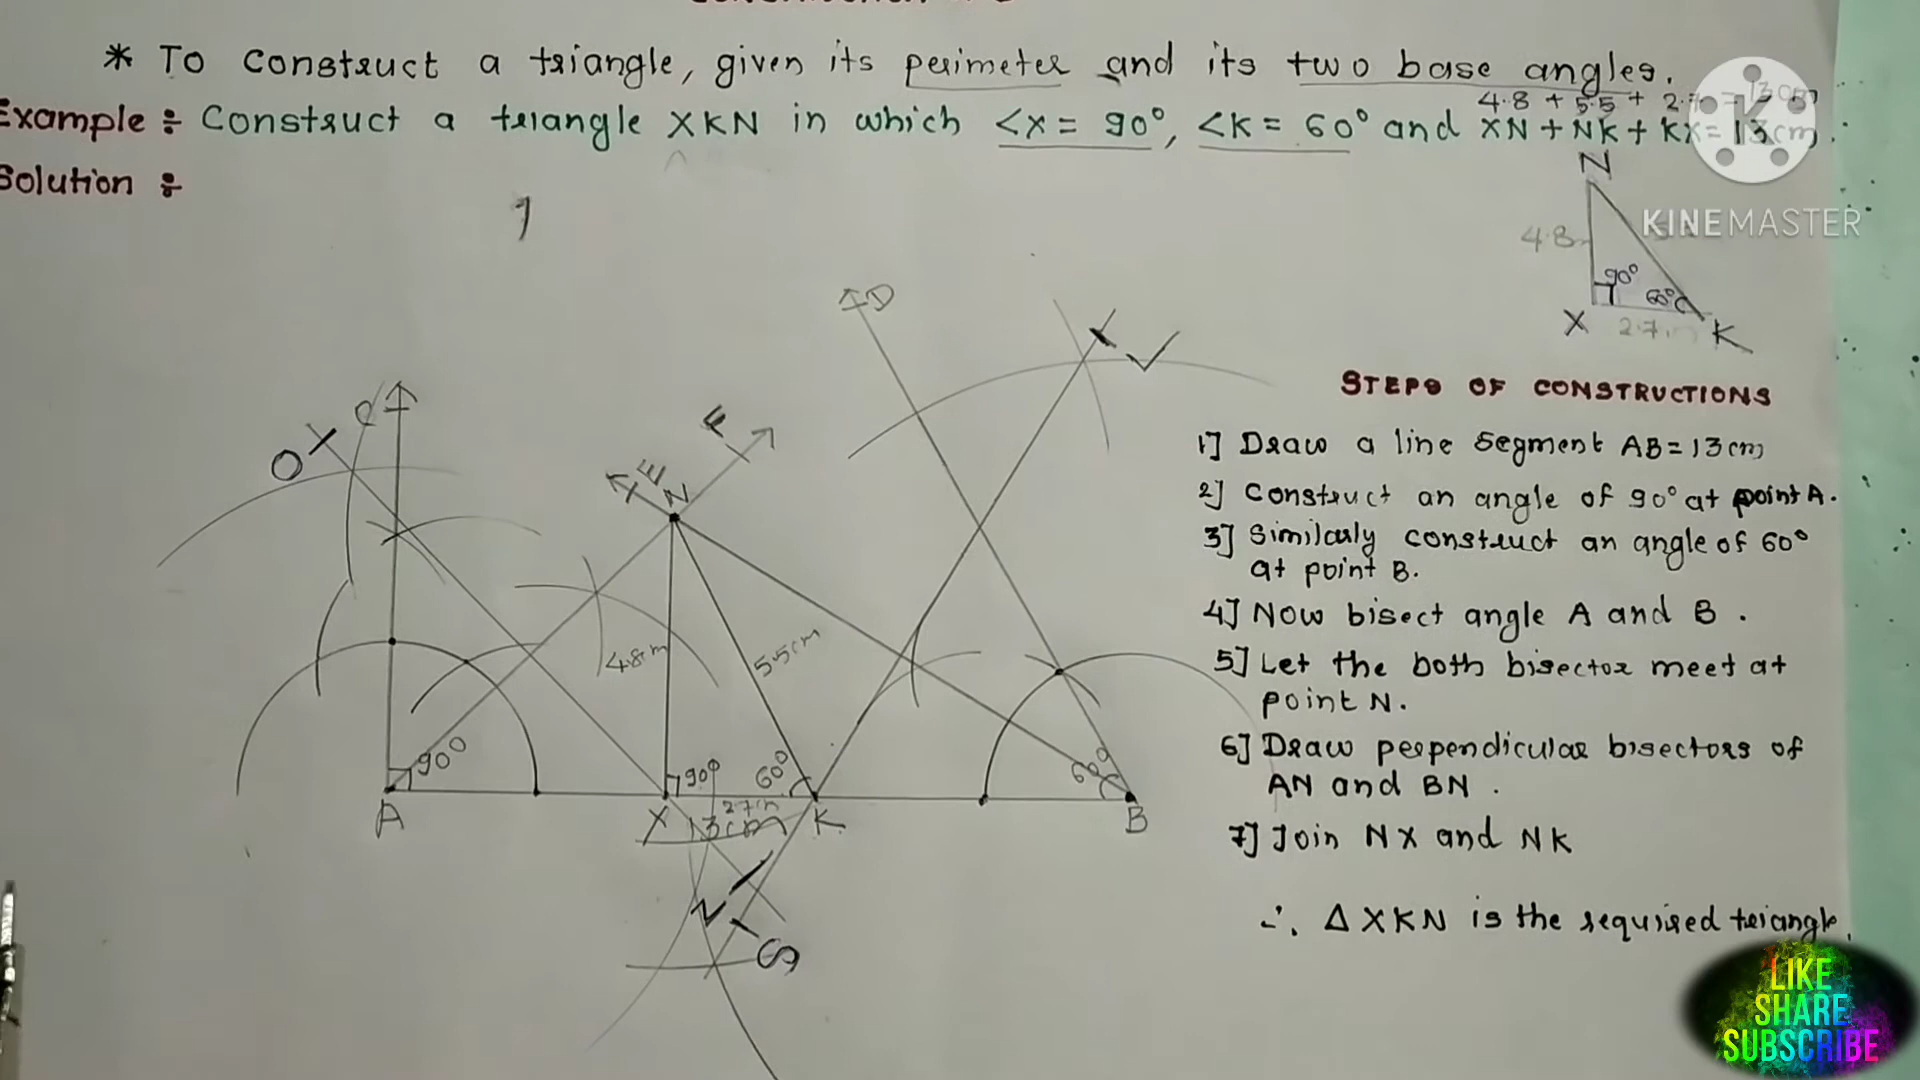 * To construct a triangle, given its perimeter and its two base angles.
4.8 + 5.5 + 2.7 = 13cm
Example :- Construct a triangle XKN in which <X = 90°, <K = 60° and XN + NK + KX = 13cm.
Solution :-
N
KINEMASTER
4.8
90°
60°
X
2.7
K
D
C
O
F
E
N
STEPS OF CONSTRUCTIONS
1] Draw a line segment AB = 13cm
2] Construct an angle of 90° at point A.
3] Similarly construct an angle of 60°
at point B.
4] Now bisect angle A and B.
5] Let the both bisector meet at
point N.
6] Draw perpendicular bisectors of
AN and BN.
7] Join NX and NK
∴ Δ XKN is the required triangle.
4.8cm
5.5cm
90°
90°
60°
60°
2.7cm
A
X
13cm
K
B
S
LIKE
SHARE
SUBSCRIBE